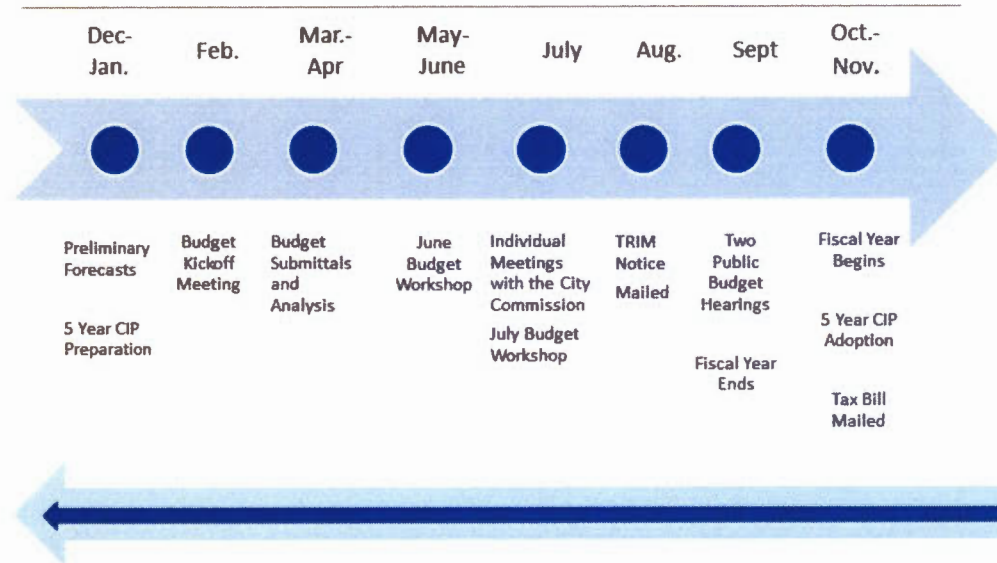 Dec-
Jan.
Feb.
Mar.-
Apr
May-
June
July
Aug.
Sept
Oct.-
Nov.
Preliminary
Forecasts
5 Year CIP
Preparation
Budget
Kickoff
Meeting
Budget
Submittals
and
Analysis
June
Budget
Workshop
Individual
Meetings
with the City
Commission
July Budget
Workshop
TRIM
Notice
Mailed
Two
Public
Budget
Hearings
Fiscal Year
Ends
Fiscal Year
Begins
5 Year CIP
Adoption
Tax Bill
Mailed